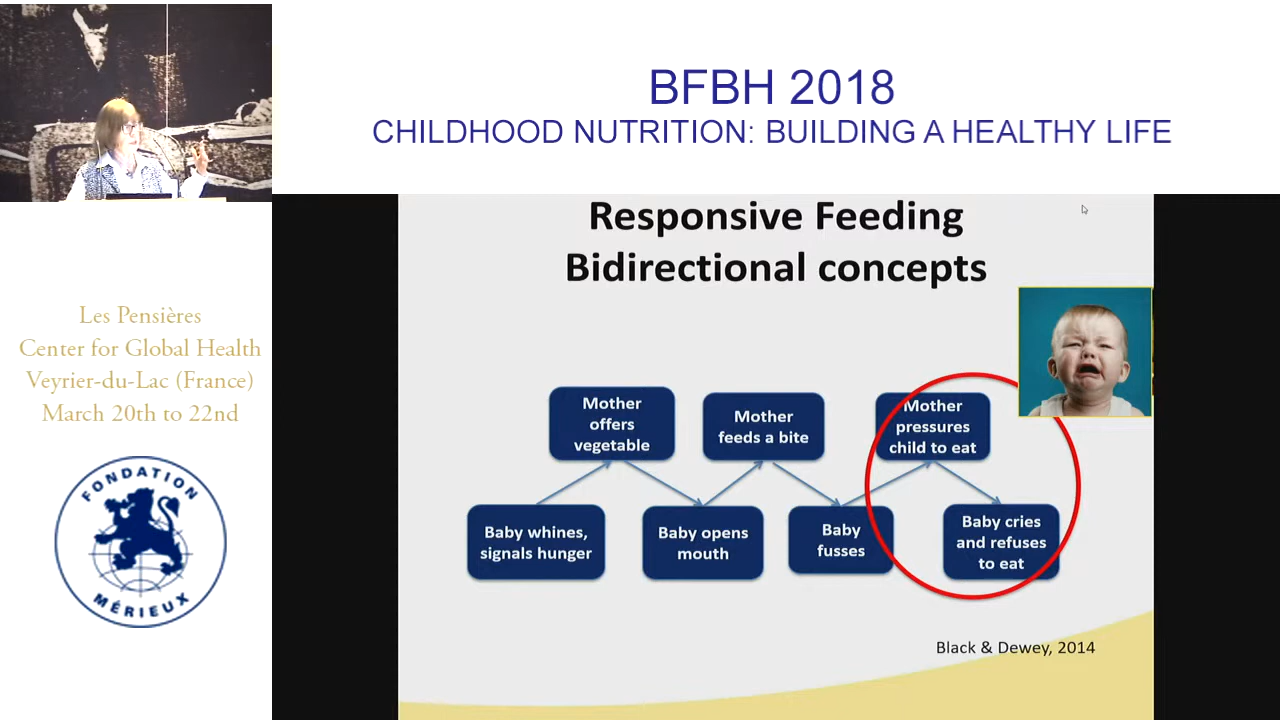 BFBH 2018
CHILDHOOD NUTRITION: BUILDING A HEALTHY LIFE
Les Pensières
Center for Global Health
Veyrier-du-Lac (France)
March 20th to 22nd
FONDATION
MÉRIEUX
Responsive Feeding
Bidirectional concepts
Mother
offers
vegetable
Mother
feeds a bite
Mother
pressures
child to eat
Baby whines,
signals hunger
Baby opens
mouth
Baby
fusses
Baby cries
and refuses
to eat
Black & Dewey, 2014